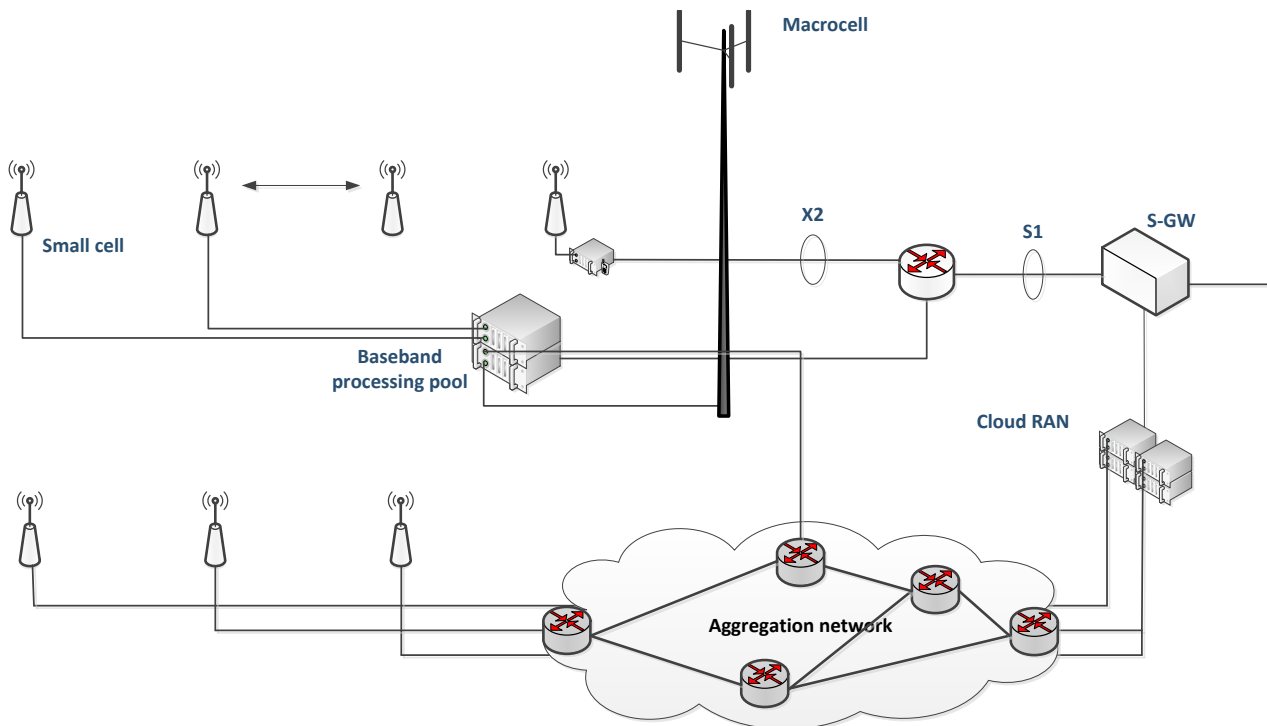 Macrocell
Small cell
X2
S1
S-GW
Baseband
processing pool
Cloud RAN
Aggregation network